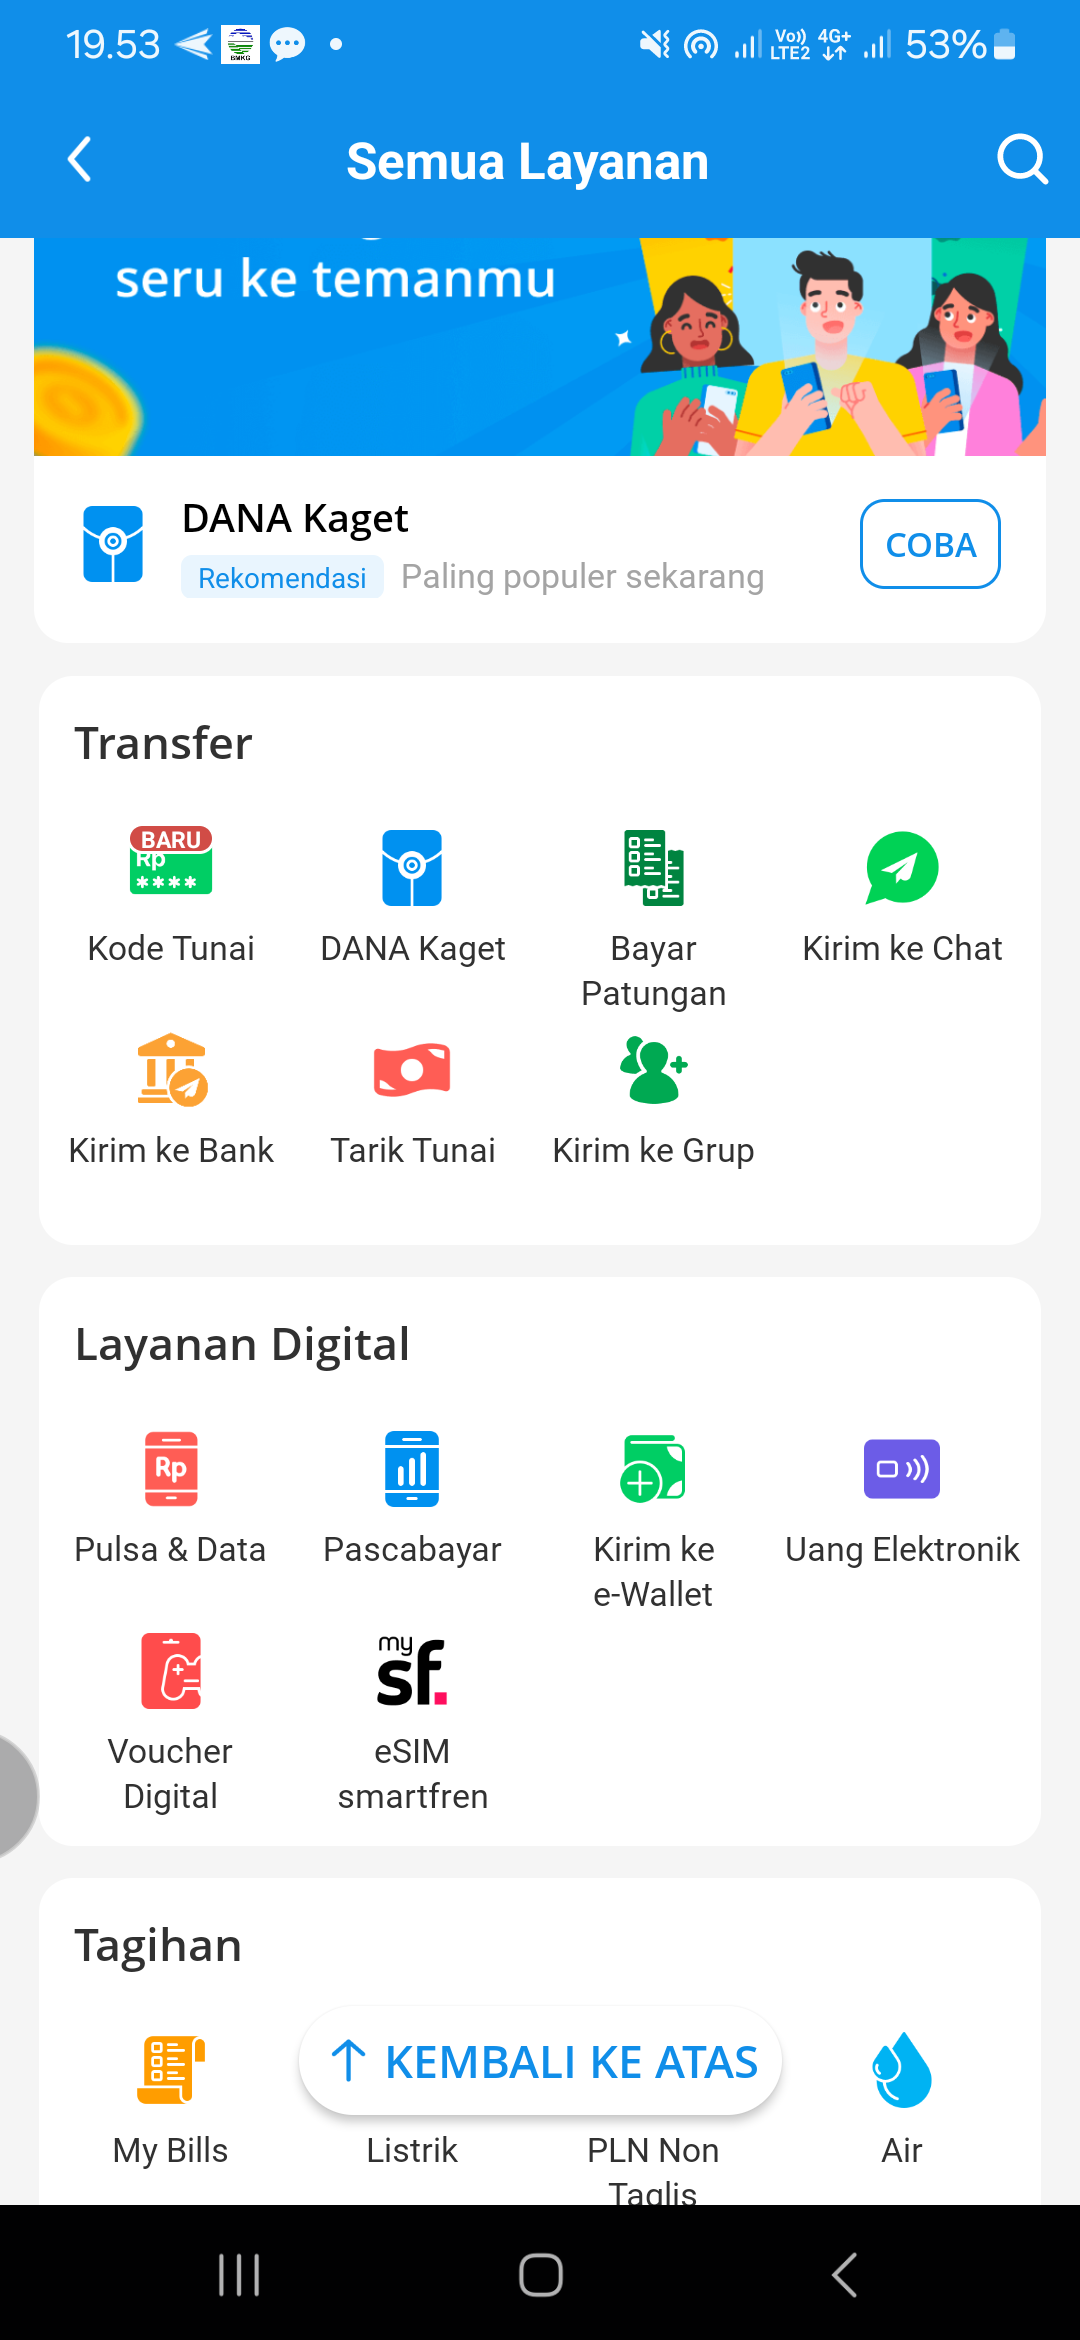 19.53
BMKG
Vo))
LTE2
4G+
53%
Semua Layanan
seru ke temanmu
DANA Kaget
Rekomendasi Paling populer sekarang
COBA
Transfer
BARU
Rp
****
Kode Tunai
DANA Kaget
Bayar
Patungan
Kirim ke Chat
Kirim ke Bank
Tarik Tunai
Kirim ke Grup
Layanan Digital
Rp
Pulsa & Data
Pascabayar
Kirim ke
e-Wallet
Uang Elektronik
my
sf.
Voucher
Digital
eSIM
smartfren
Tagihan
↑ KEMBALI KE ATAS
My Bills
Listrik
PLN Non
Taglis
Air